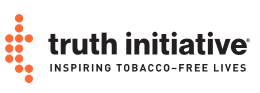 truth initiative®
INSPIRING TOBACCO–FREE LIVES